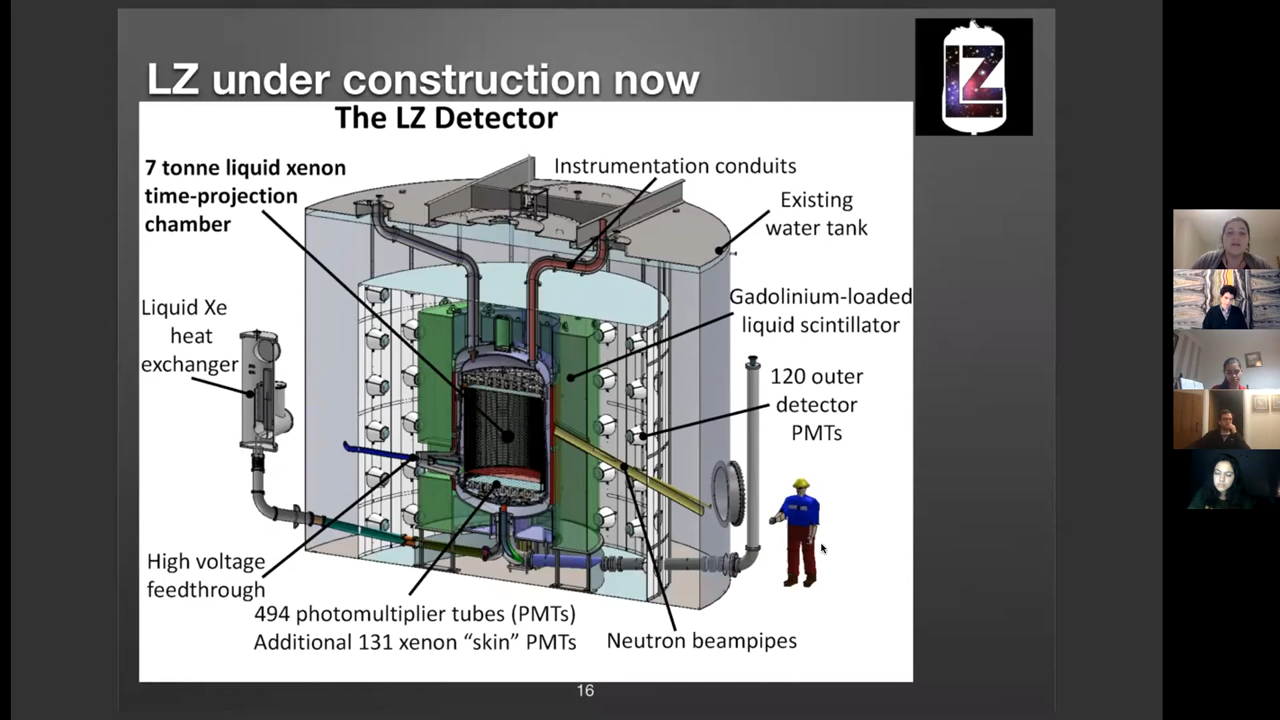 LZ under construction now
LZ
The LZ Detector
7 tonne liquid xenon
time-projection
chamber
Instrumentation conduits
Existing
water tank
Liquid Xe
heat
exchanger
Gadolinium-loaded
liquid scintillator
120 outer
detector
PMTs
High voltage
feedthrough
494 photomultiplier tubes (PMTs)
Additional 131 xenon “skin” PMTs
Neutron beampipes
16